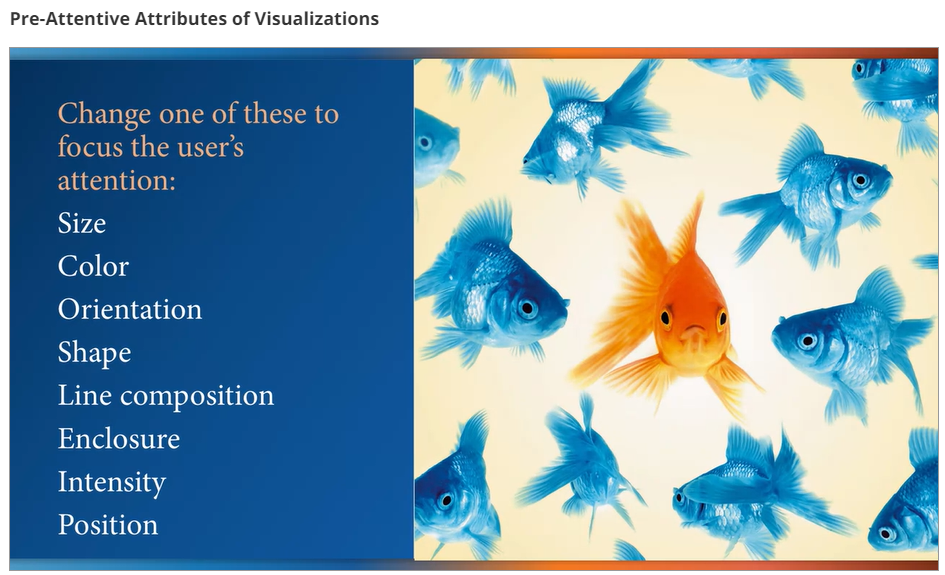 Pre-Attentive Attributes of Visualizations
Change one of these to
focus the user’s
attention:
Size
Color
Orientation
Shape
Line composition
Enclosure
Intensity
Position